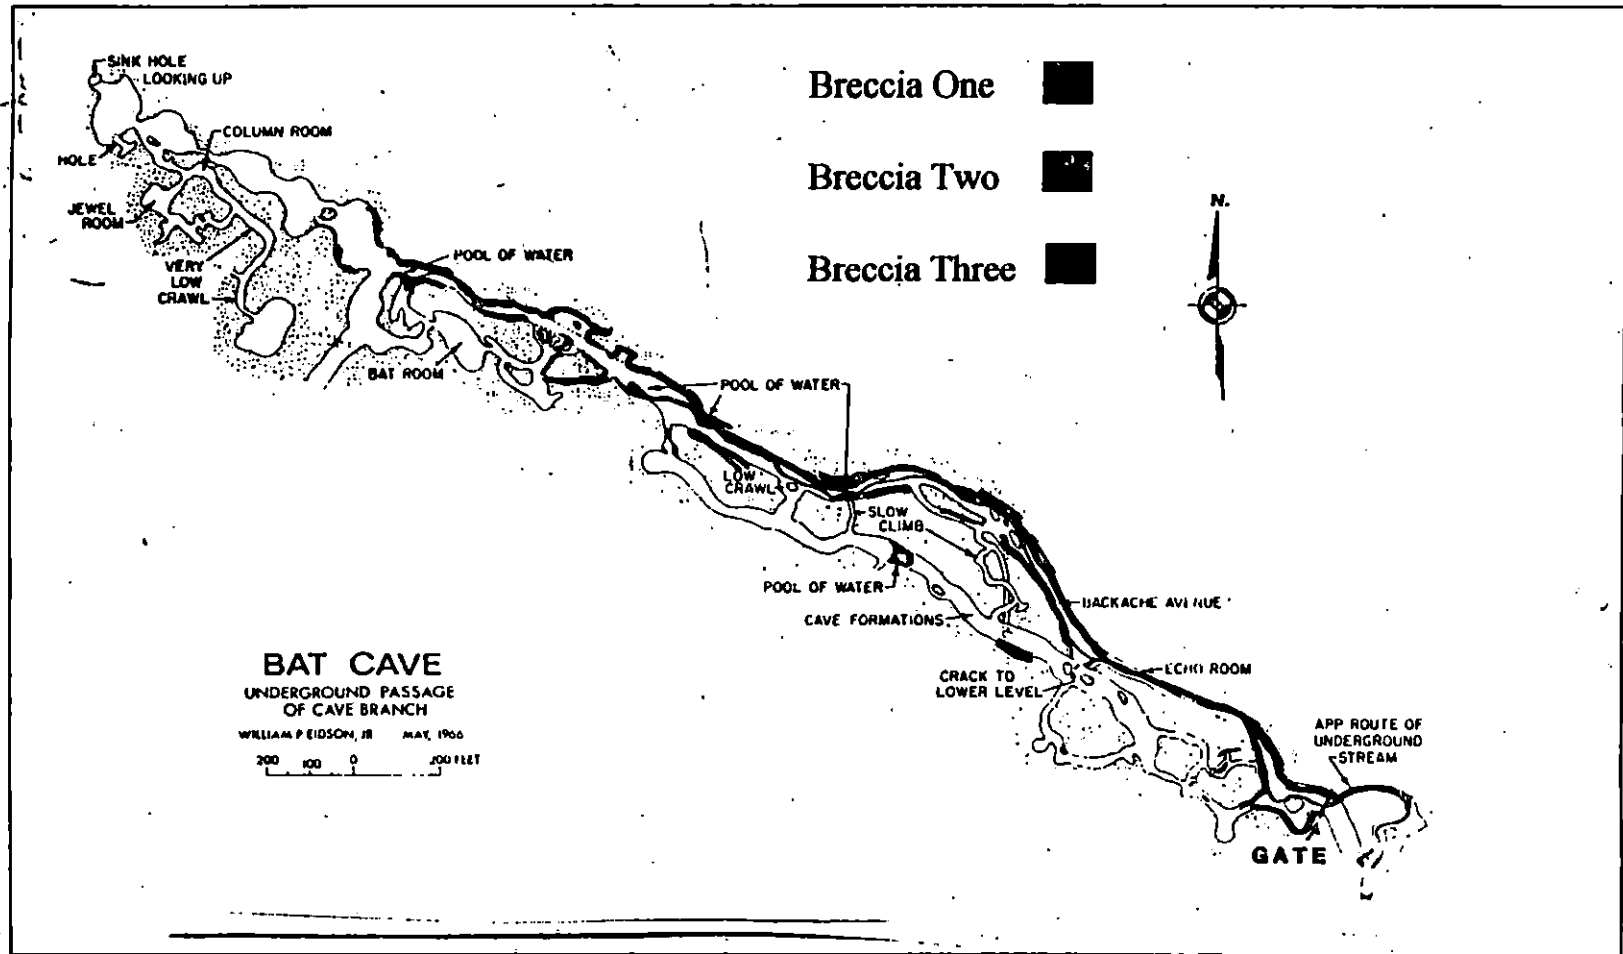 SINK HOLE
LOOKING UP
COLUMN ROOM
HOLE
JEWEL
ROOM
VERY
LOW
CRAWL
POOL OF WATER
BAT ROOM
Breccia One
Breccia Two
Breccia Three
N.
POOL OF WATER
LOW
CRAWL
SLOW
CLIMB
POOL OF WATER
CAVE FORMATIONS
BACKACHE AVENUE
ECHO ROOM
CRACK TO
LOWER LEVEL
APP ROUTE OF
UNDERGROUND
STREAM
GATE
BAT CAVE
UNDERGROUND PASSAGE
OF CAVE BRANCH
WILLIAM P EIDSON, JR MAY, 1966
200 100 0 200 FEET